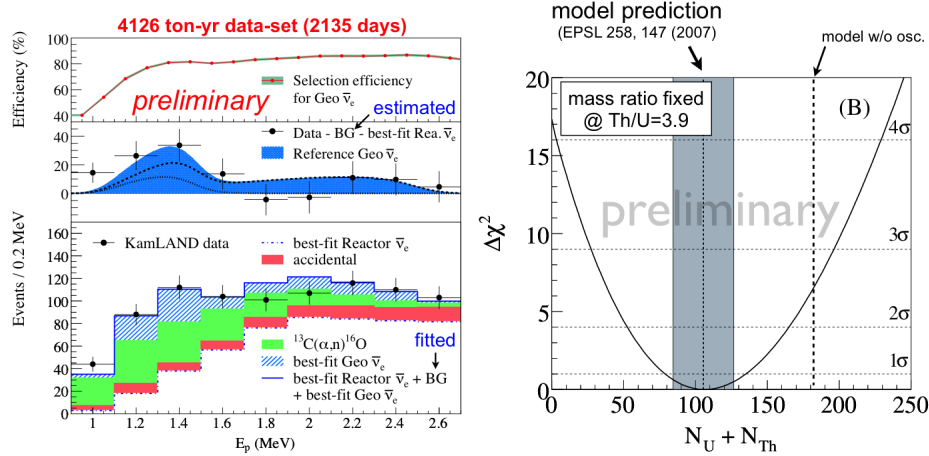 4126 ton-yr data-set (2135 days)
Efficiency (%)
100
80
60
40
preliminary
Selection efficiency
for Geo ν̅e
estimated
40
20
0
Data - BG - best-fit Rea. ν̅e
Reference Geo ν̅e
Events / 0.2 MeV
160
140
120
100
80
60
40
20
0
KamLAND data
best-fit Reactor ν̅e
accidental
¹³C(α,n)¹⁶O
fitted
best-fit Geo ν̅e
best-fit Reactor ν̅e + BG
+ best-fit Geo ν̅e
1 1.2 1.4 1.6 1.8 2 2.2 2.4 2.6
Ep (MeV)
model prediction
(EPSL 258, 147 (2007)
model w/o osc.
mass ratio fixed
@ Th/U=3.9
(B)
preliminary
Δχ²
20
15
10
5
0
4σ
3σ
2σ
1σ
0 50 100 150 200 250
NU + NTh